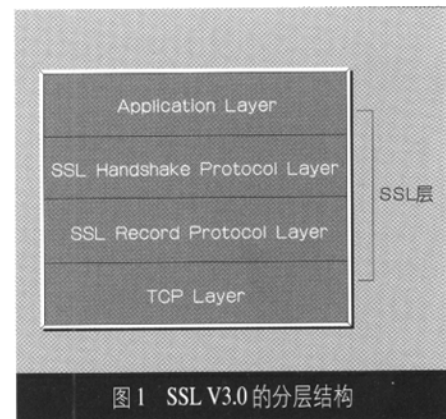 Application Layer
SSL Handshake Protocol Layer
SSL Record Protocol Layer
TCP Layer
SSL层
图1 SSL V3.0 的分层结构